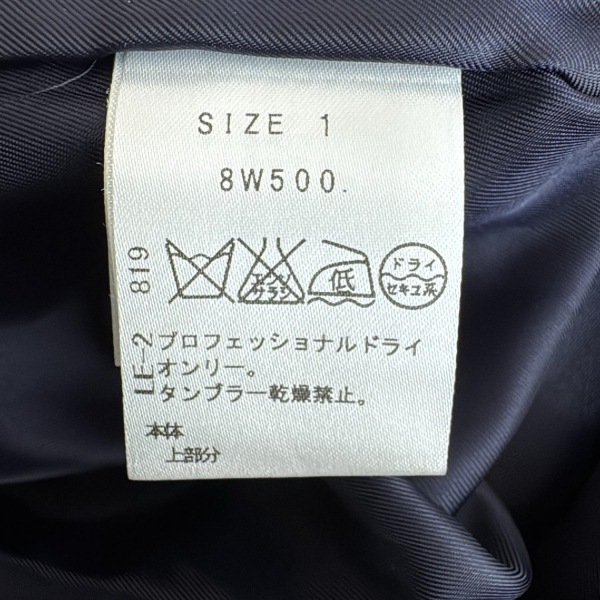 SIZE 1
8W500.
エンソ
サラシ
低
ドライ
セキユ系
プロフェッショナルドライ
オンリー。
タンブラー乾燥禁止。
本体
上部分
LE-2 819